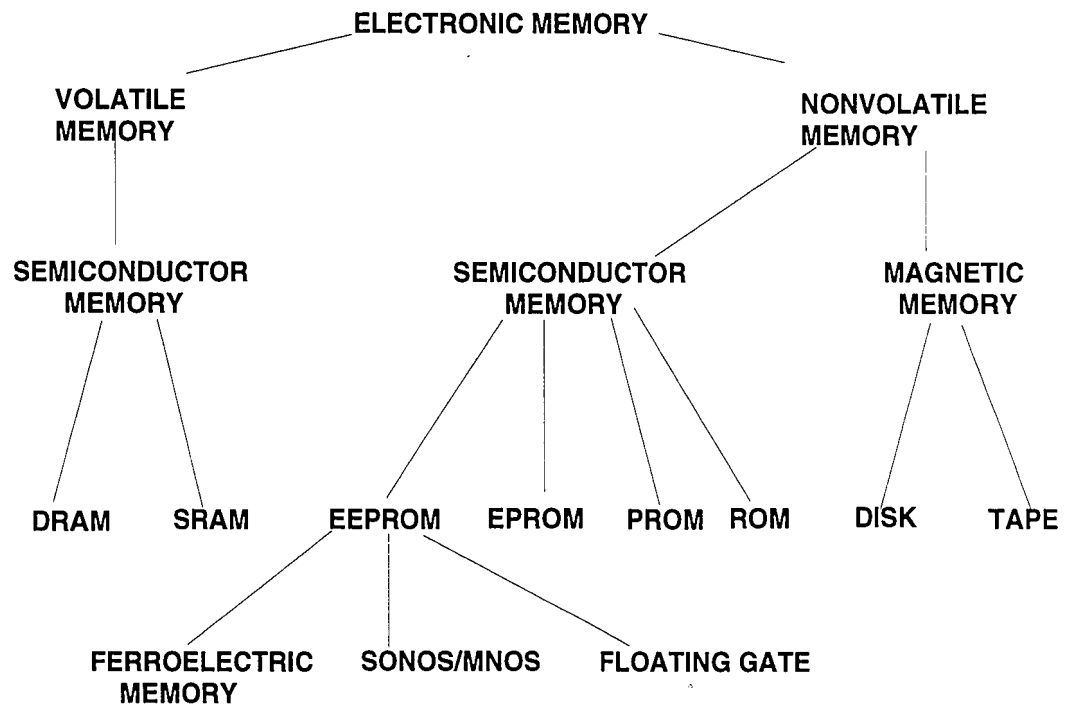 ELECTRONIC MEMORY
VOLATILE
MEMORY
NONVOLATILE
MEMORY
SEMICONDUCTOR
MEMORY
SEMICONDUCTOR
MEMORY
MAGNETIC
MEMORY
DRAM
SRAM
EEPROM
EPROM
PROM
ROM
DISK
TAPE
FERROELECTRIC
MEMORY
SONOS/MNOS
FLOATING GATE